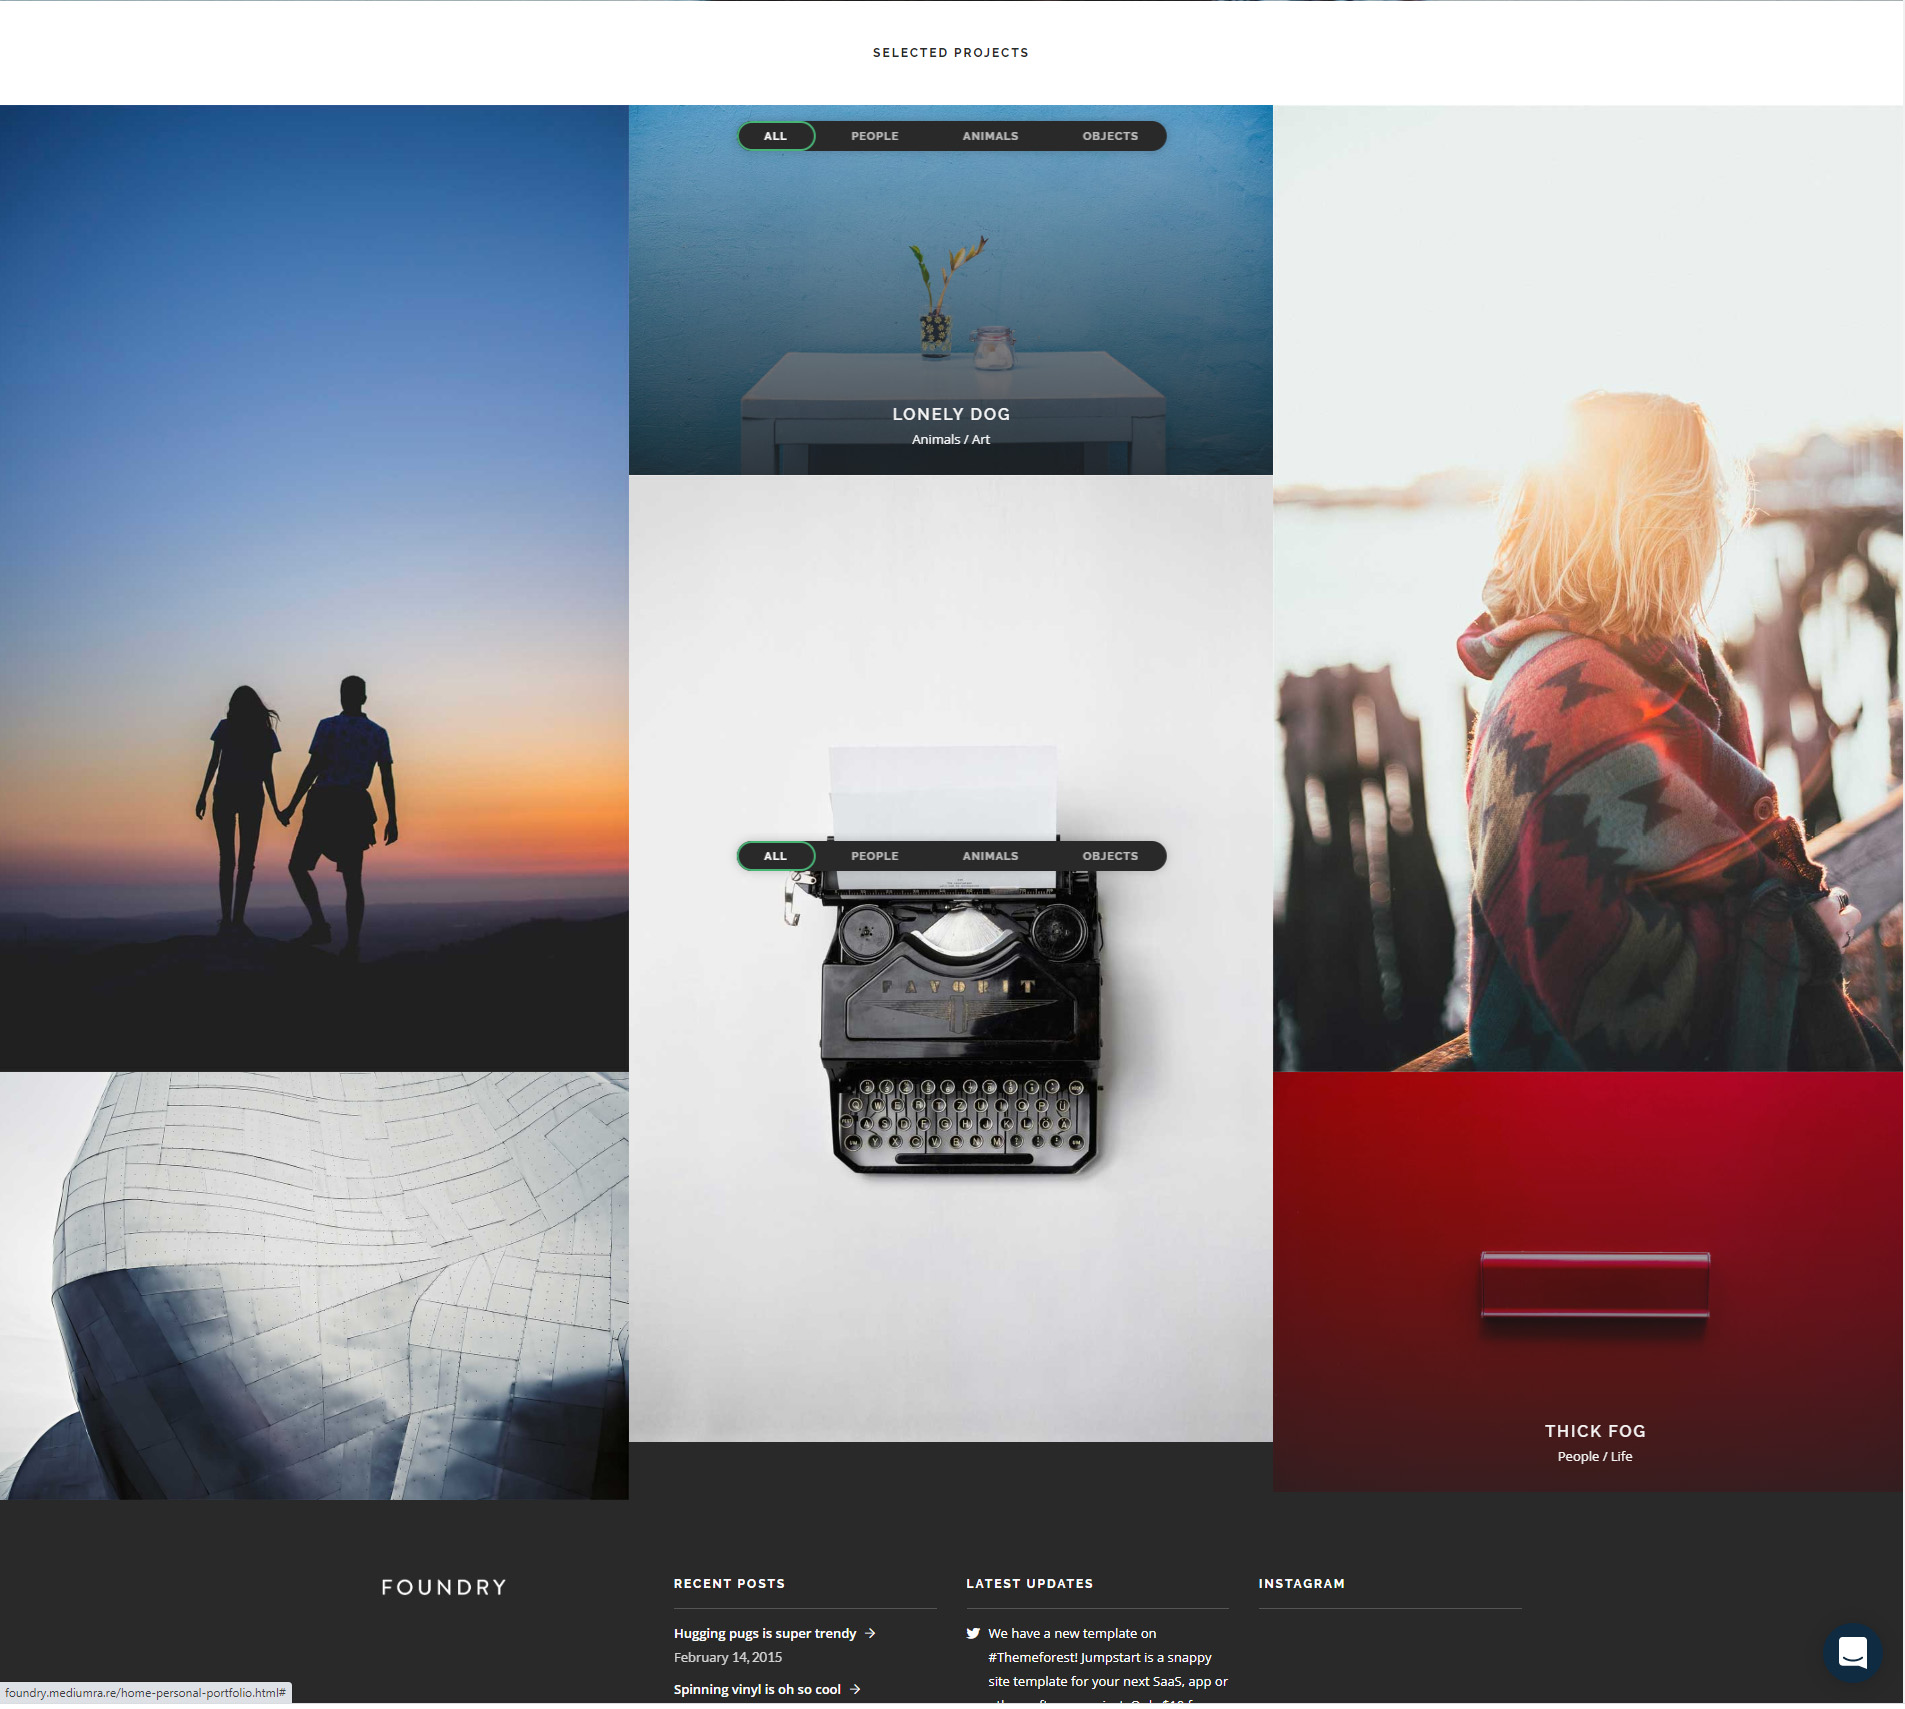 SELECTED PROJECTS
ALL PEOPLE ANIMALS OBJECTS
LONELY DOG
Animals / Art
ALL PEOPLE ANIMALS OBJECTS
FAVORIT
Q W E R T Z U I O P Ü
A S D F G H J K L Ö Ä
Y X C V B N M
THICK FOG
People / Life
FOUNDRY
RECENT POSTS
Hugging pugs is super trendy →
February 14, 2015
Spinning vinyl is oh so cool →
LATEST UPDATES
We have a new template on
#Themeforest! Jumpstart is a snappy
site template for your next SaaS, app or
INSTAGRAM
foundry.mediumra.re/home-personal-portfolio.html#